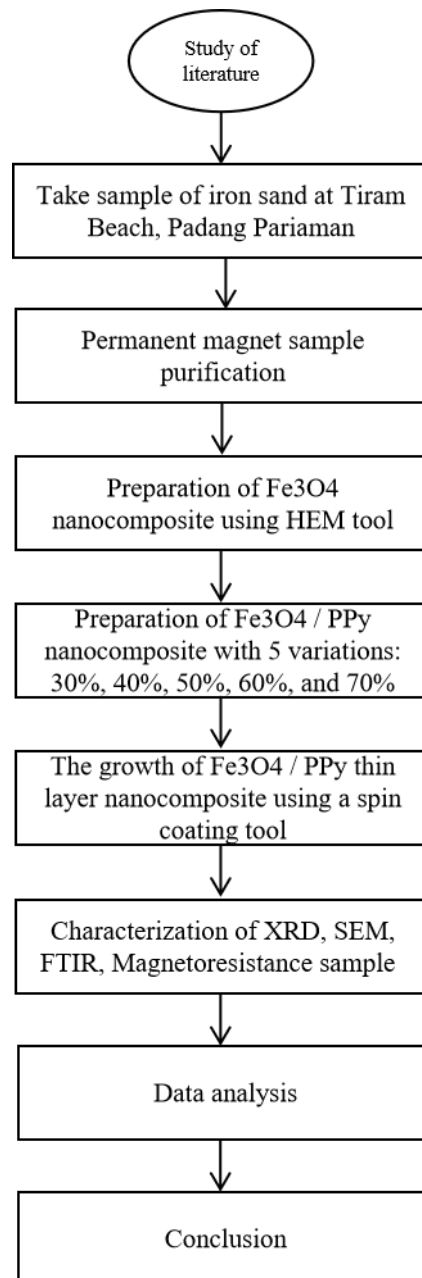 Study of
literature
Take sample of iron sand at Tiram
Beach, Padang Pariaman
Permanent magnet sample
purification
Preparation of Fe3O4
nanocomposite using HEM tool
Preparation of Fe3O4 / PPy
nanocomposite with 5 variations:
30%, 40%, 50%, 60%, and 70%
The growth of Fe3O4 / PPy thin
layer nanocomposite using a spin
coating tool
Characterization of XRD, SEM,
FTIR, Magnetoresistance sample
Data analysis
Conclusion